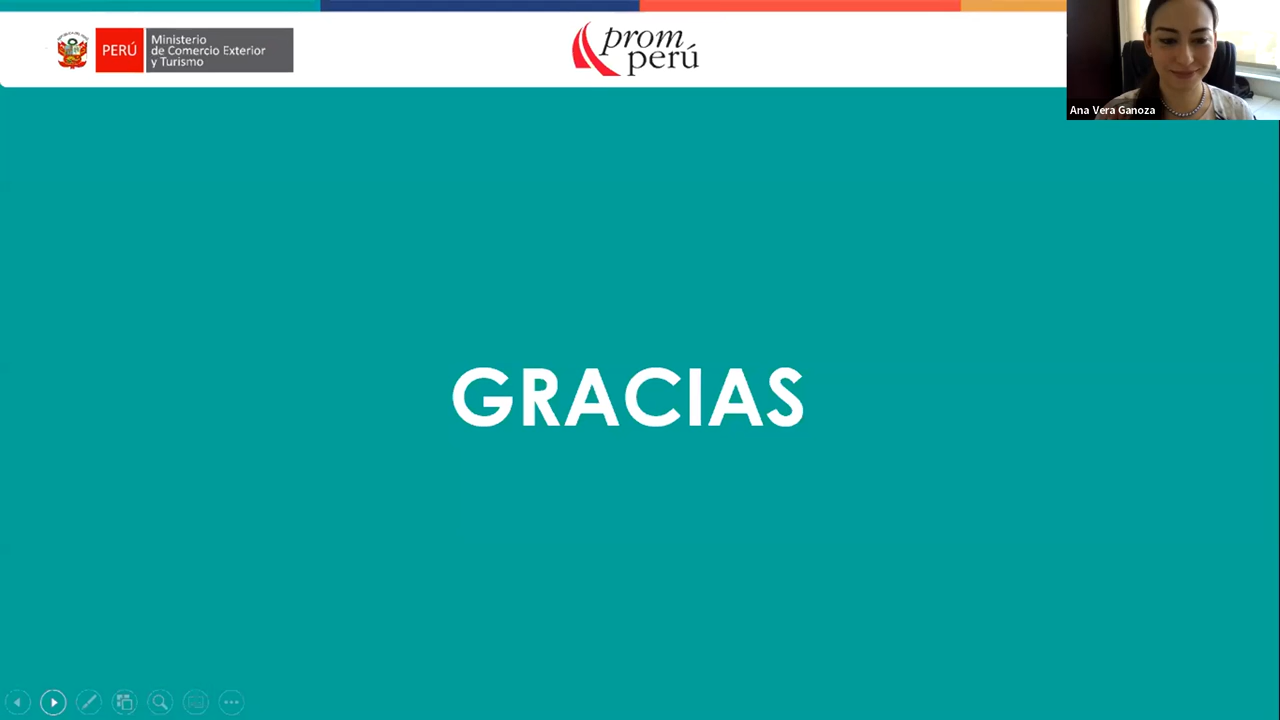 PERÚ
Ministerio
de Comercio Exterior
y Turismo
prom
perú
Ana Vera Ganoza
GRACIAS